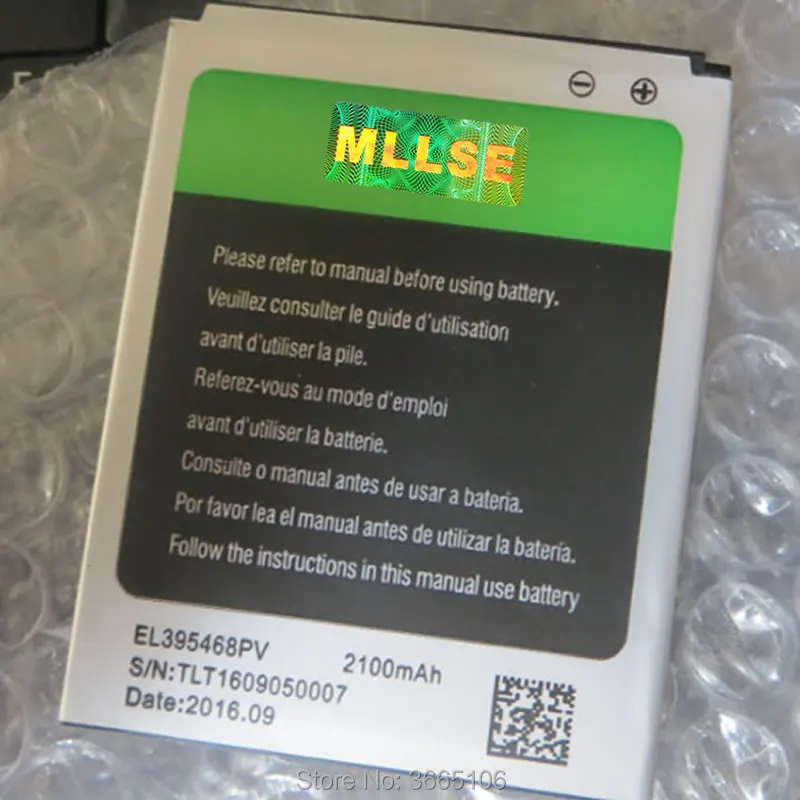 MLLSE
Please refer to manual before using battery.
Veuillez consulter le guide d'utilisation
avant d'utiliser la pile.
Referez-vous au mode d'emploi
avant d'utiliser la batterie.
Consulte o manual antes de usar a bateria.
Por favor lea el manual antes de utilizar la batería.
Follow the instructions in this manual use battery
EL395468PV 2100mAh
S/N:TLT1609050007
Date:2016.09
Store No: 3665106